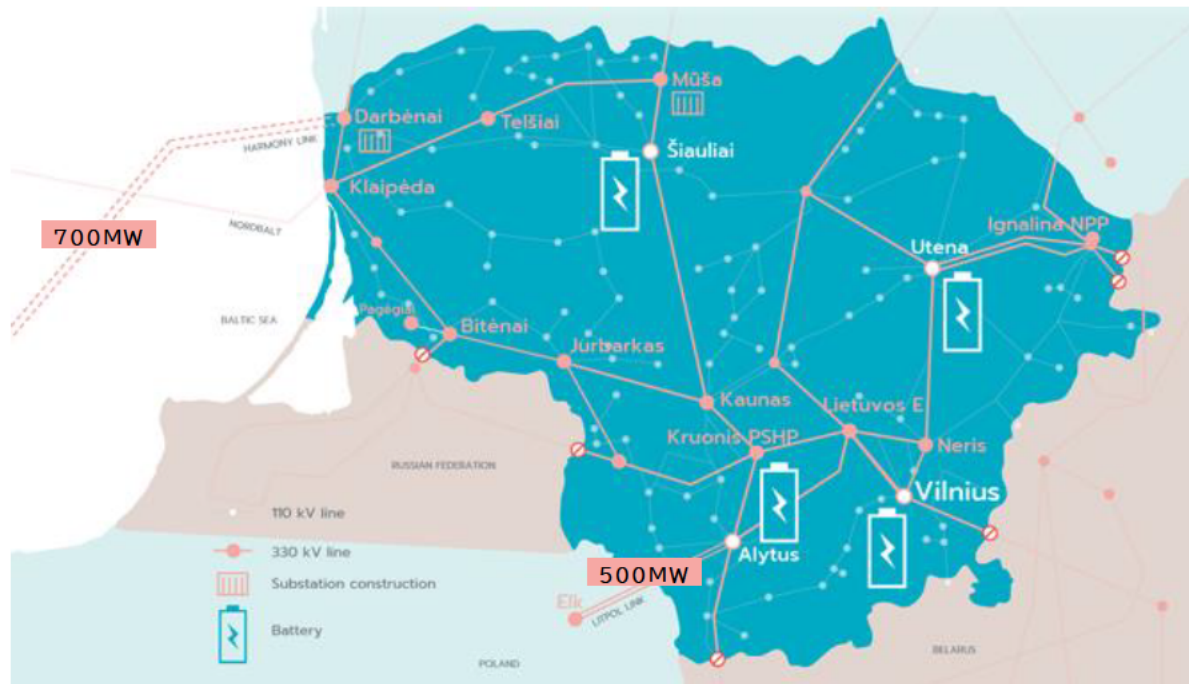 Mūša
Darbėnai
Telšiai
HARMONY LINK
Šiauliai
Klaipėda
NORDBALT
700MW
Ignalina NPP
Utena
BALTIC SEA
Pagėgiai
Bitėnai
Jurbarkas
Kaunas
Lietuvos E
Kruonis PSHP
Neris
RUSSIAN FEDERATION
Vilnius
110 kV line
330 kV line
Alytus
500MW
Substation construction
Elk
LITPOL LINK
Battery
BELARUS
POLAND